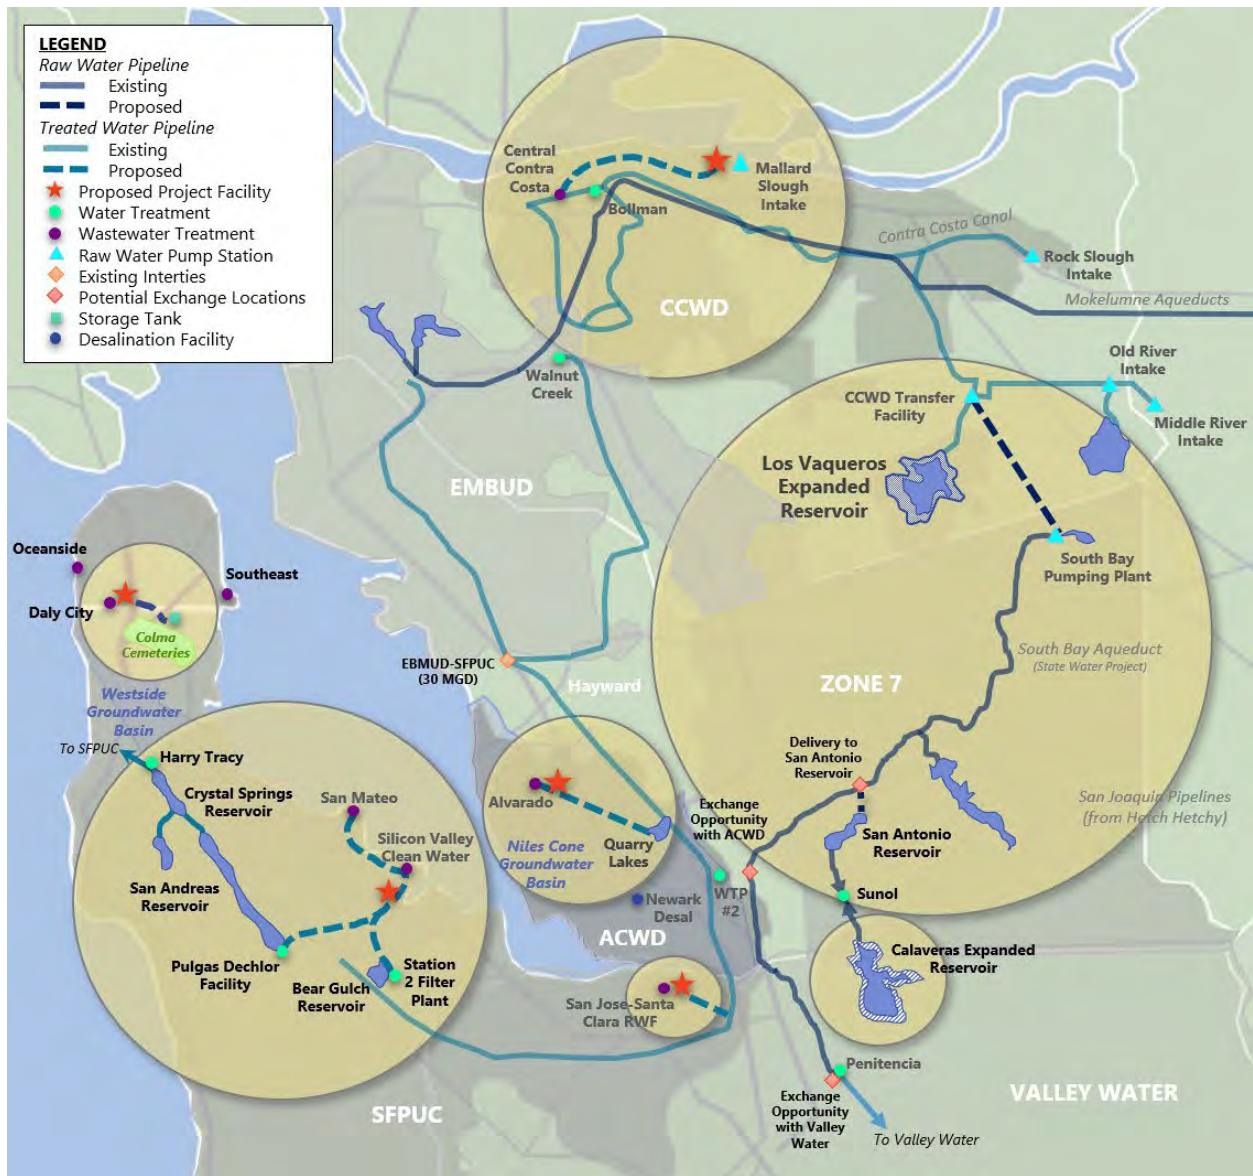 LEGEND
Raw Water Pipeline
Existing
Proposed
Treated Water Pipeline
Existing
Proposed
Proposed Project Facility
Water Treatment
Wastewater Treatment
Raw Water Pump Station
Existing Interties
Potential Exchange Locations
Storage Tank
Desalination Facility
Central
Contra
Costa
Bollman
Mallard
Slough
Intake
Contra Costa Canal
Rock Slough
Intake
Mokelumne Aqueducts
CCWD
Walnut
Creek
Old River
Intake
CCWD Transfer
Facility
Middle River
Intake
Los Vaqueros
Expanded
Reservoir
EMBUD
South Bay
Pumping Plant
Oceanside
Southeast
Daly City
Colma
Cemeteries
Westside
Groundwater
Basin
EBMUD-SFPUC
(30 MGD)
Hayward
ZONE 7
South Bay Aqueduct
(State Water Project)
To SFPUC
Harry Tracy
Crystal Springs
Reservoir
San Mateo
Silicon Valley
Clean Water
San Andreas
Reservoir
Pulgas Dechlor
Facility
Bear Gulch
Reservoir
Station
2 Filter
Plant
Alvarado
Niles Cone
Groundwater
Basin
Quarry
Lakes
Exchange
Opportunity
with ACWD
Delivery to
San Antonio
Reservoir
San Joaquin Pipelines
(from Hetch Hetchy)
San Antonio
Reservoir
WTP
#2
Newark
Desal
ACWD
Sunol
Calaveras Expanded
Reservoir
San Jose-Santa
Clara RWF
Penitencia
Exchange
Opportunity
with Valley
Water
To Valley Water
VALLEY WATER
SFPUC